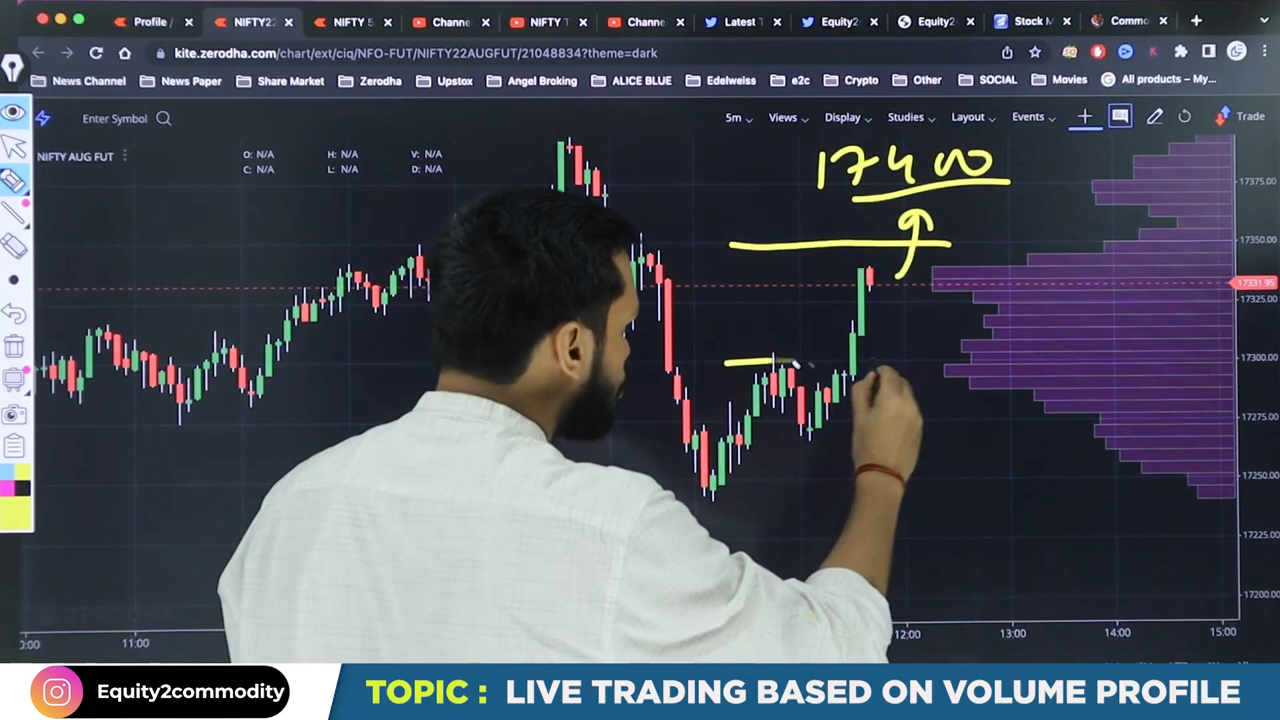 Profile /
NIFTY22
NIFTY 5
Channe
NIFTY T
Channe
Latest T
Equity2
Equity2
Stock M
Commo
kite.zerodha.com/chart/ext/ciq/NFO-FUT/NIFTY22AUGFUT/21048834?theme=dark
News Channel News Paper Share Market Zerodha Upstox Angel Broking ALICE BLUE Edelweiss e2c Crypto Other SOCIAL Movies All products – My...
Enter Symbol 5m Views Display Studies Layout Events Trade
NIFTY AUG FUT
O: N/A H: N/A V: N/A
C: N/A L: N/A D: N/A
17400
17375.00
17350.00
17331.95
17325.00
17300.00
17275.00
17250.00
17225.00
17200.00
11:00 12:00 13:00 14:00 15:00
Equity2commodity
TOPIC : LIVE TRADING BASED ON VOLUME PROFILE